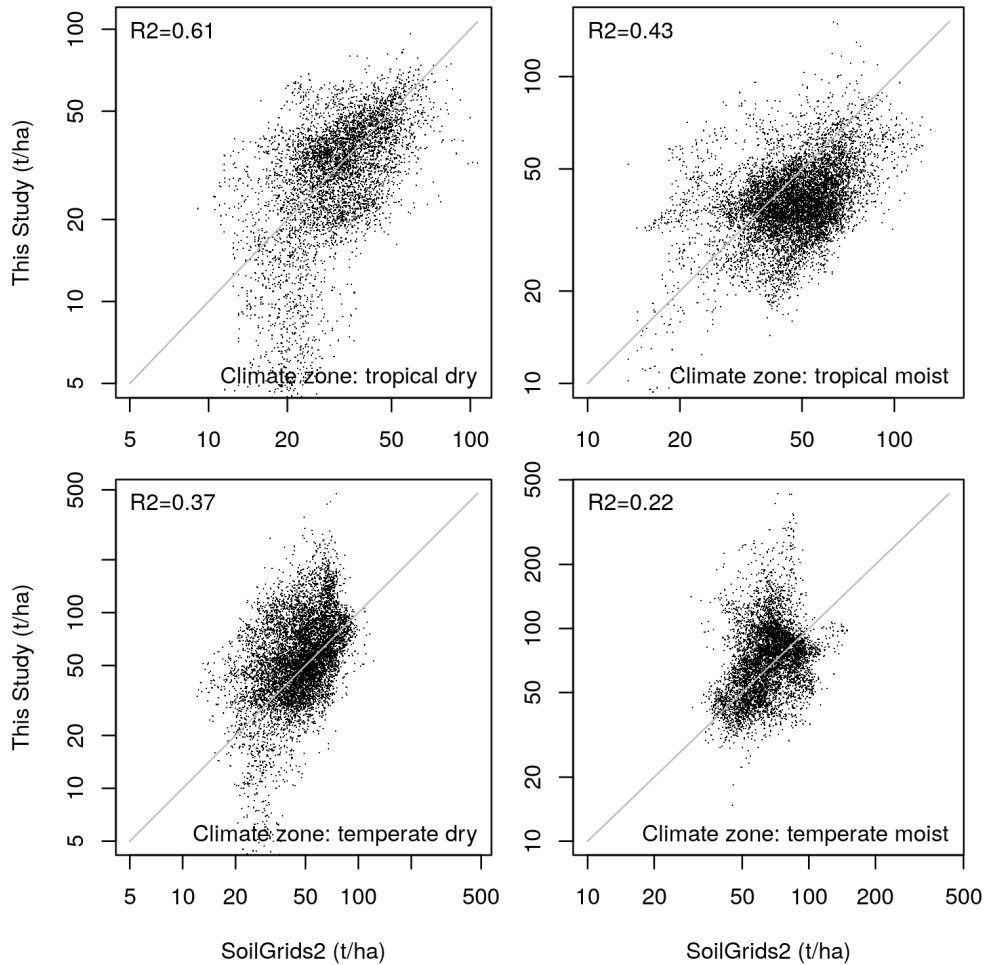 R2=0.61
100
50
20
10
5
This Study (t/ha)
Climate zone: tropical dry
5 10 20 50 100
R2=0.43
100
50
20
10
Climate zone: tropical moist
10 20 50 100
R2=0.37
500
100
50
20
10
5
This Study (t/ha)
Climate zone: temperate dry
5 10 20 50 100 500
SoilGrids2 (t/ha)
R2=0.22
500
200
100
50
20
10
Climate zone: temperate moist
10 20 50 100 200 500
SoilGrids2 (t/ha)